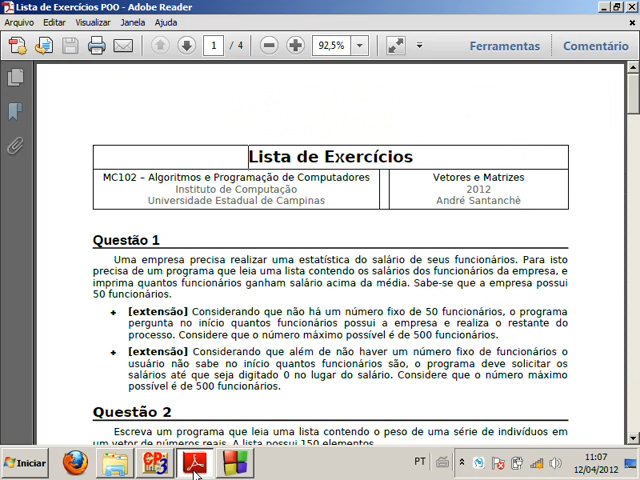 Lista de Exercícios POO - Adobe Reader
Arquivo Editar Visualizar Janela Ajuda
1 / 4 92,5% Ferramentas Comentário
Lista de Exercícios
MC102 – Algoritmos e Programação de Computadores
Instituto de Computação
Universidade Estadual de Campinas
Vetores e Matrizes
2012
André Santanchè
Questão 1
Uma empresa precisa realizar uma estatística do salário de seus funcionários. Para isto
precisa de um programa que leia uma lista contendo os salários dos funcionários da empresa, e
imprima quantos funcionários ganham salário acima da média. Sabe-se que a empresa possui
50 funcionários.
[extensão] Considerando que não há um número fixo de 50 funcionários, o programa
pergunta no início quantos funcionários possui a empresa e realiza o restante do
processo. Considere que o número máximo possível é de 500 funcionários.
[extensão] Considerando que além de não haver um número fixo de funcionários o
usuário não sabe no início quantos funcionários são, o programa deve solicitar os
salários até que seja digitado 0 no lugar do salário. Considere que o número máximo
possível é de 500 funcionários.
Questão 2
Escreva um programa que leia uma lista contendo o peso de uma série de indivíduos em
um vetor de números reais. A lista possui 150 elementos.
Iniciar
PT
11:07
12/04/2012